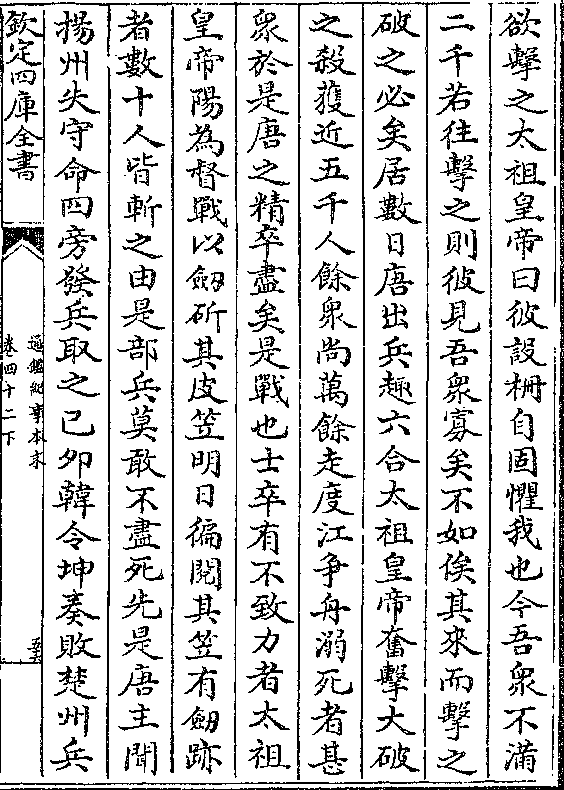 欲擊之太祖皇帝曰彼設柵自固懼我也今吾衆不滿
二千若往擊之則彼見吾衆寡矣不如俟其來而擊之
破之必矣居數日唐出兵趣六合太祖皇帝奮擊大破
之殺獲近五千人餘衆尚萬餘走度江爭舟溺死者甚
衆於是唐之精卒盡矣是戰也士卒有不致力者太祖
皇帝陽為督戰以劔斫其皮笠明日徧閱其笠有劔跡
者數十人皆斬之由是部兵莫敢不盡死先是唐主聞
揚州失守命四旁發兵取之己卯韓令坤奏敗楚州兵
欽定四庫全書
通鑑紀事本末
卷四十二下